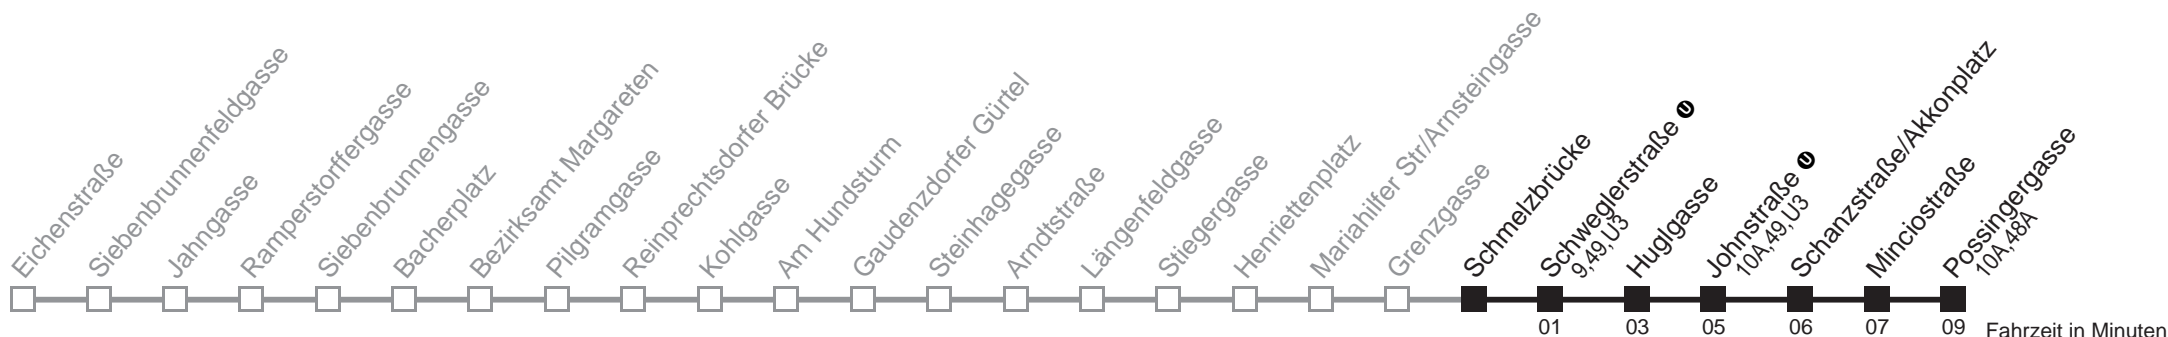 Eichenstraße
Siebenbrunnenfeldgasse
Jahngasse
Ramperstorffergasse
Siebenbrunnengasse
Bacherplatz
Bezirksamt Margareten
Pilgramgasse
Reinprechtsdorfer Brücke
Kohlgasse
Am Hundsturm
Gaudenzdorfer Gürtel
Steinhagegasse
Arndtstraße
Längenfeldgasse
Stiegergasse
Henriettenplatz
Mariahilfer Str/Arnsteingasse
Grenzgasse
Schmelzbrücke
Schweglerstraße U
9,49,U3
Huglgasse
Johnstraße U
10A,49,U3
Schanzstraße/Akkonplatz
Minciostraße
Possingergasse
10A,48A
01 03 05 06 07 09 Fahrzeit in Minuten